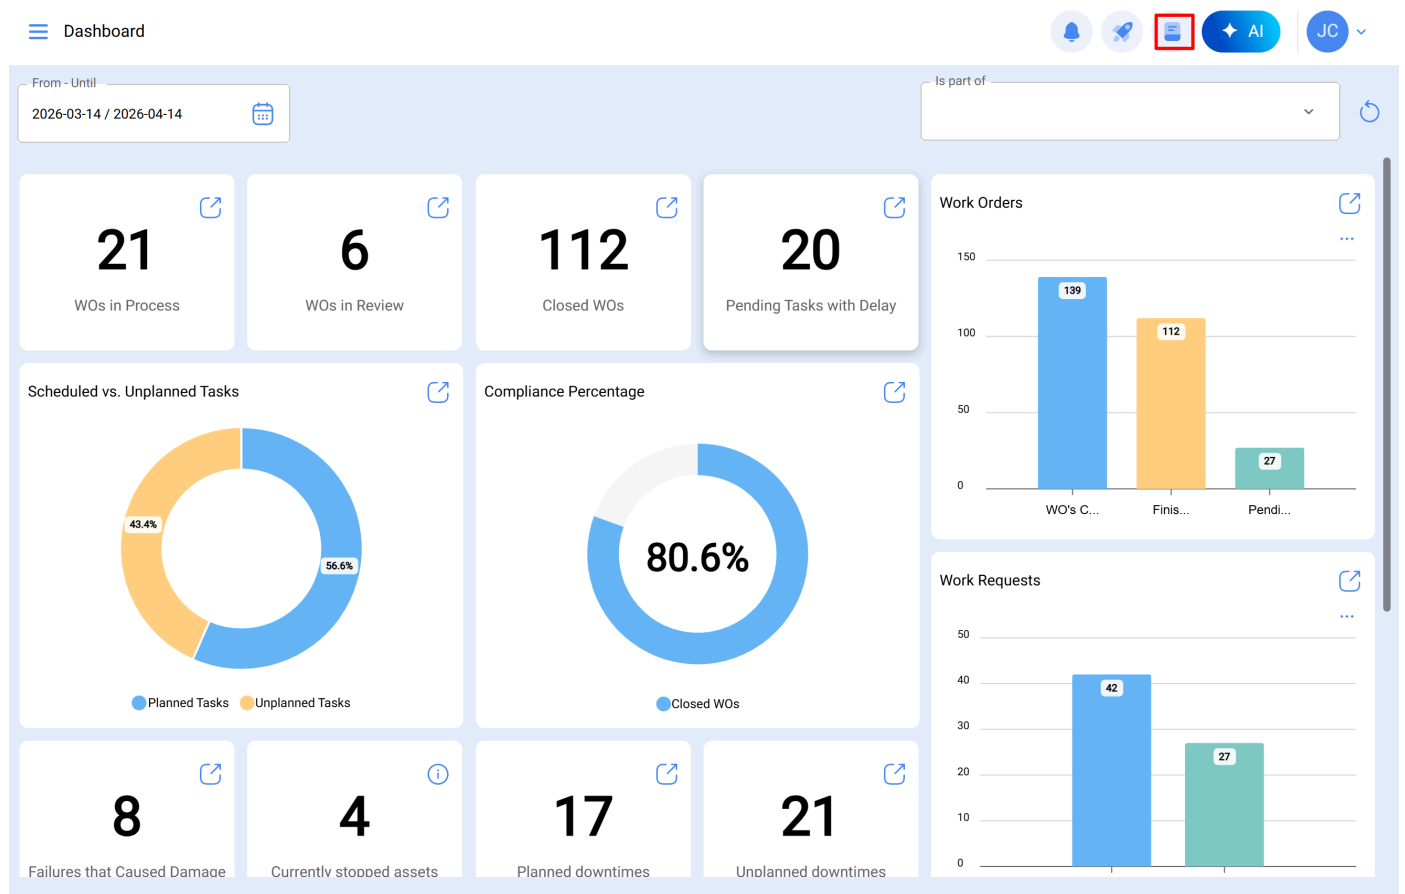 Dashboard
AI
JC
From - Until
2026-03-14 / 2026-04-14
Is part of
21
WOs in Process
6
WOs in Review
112
Closed WOs
20
Pending Tasks with Delay
Work Orders
...
150
100
50
0
139
112
27
WO's C...
Finis...
Pendi...
Scheduled vs. Unplanned Tasks
43.4%
56.6%
Planned Tasks
Unplanned Tasks
Compliance Percentage
80.6%
Closed WOs
Work Requests
...
50
40
30
20
10
0
42
27
8
Failures that Caused Damage
4
Currently stopped assets
17
Planned downtimes
21
Unplanned downtimes